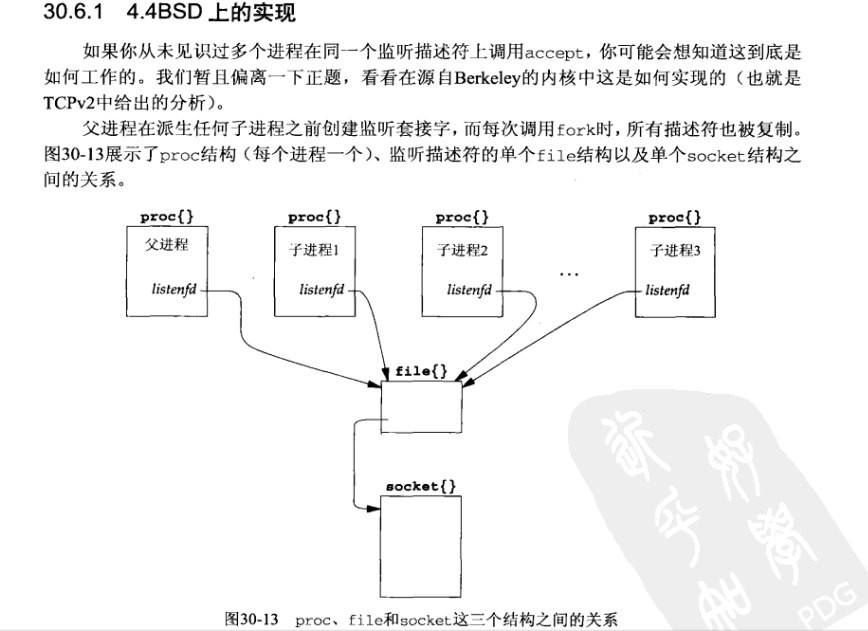 30.6.1 4.4BSD 上的实现
如果你从未见识过多个进程在同一个监听描述符上调用accept，你可能会想知道这到底是
如何工作的。我们暂且偏离一下正题，看看在源自Berkeley的内核中这是如何实现的（也就是
TCPv2中给出的分析）。
父进程在派生任何子进程之前创建监听套接字，而每次调用fork时，所有描述符也被复制。
图30-13展示了proc结构（每个进程一个）、监听描述符的单个file结构以及单个socket结构之
间的关系。
proc{} proc{} proc{} proc{}
父进程 子进程1 子进程2 子进程3
...
listenfd listenfd listenfd listenfd
file{}
socket{}
图30-13 proc、file和socket这三个结构之间的关系
PDG